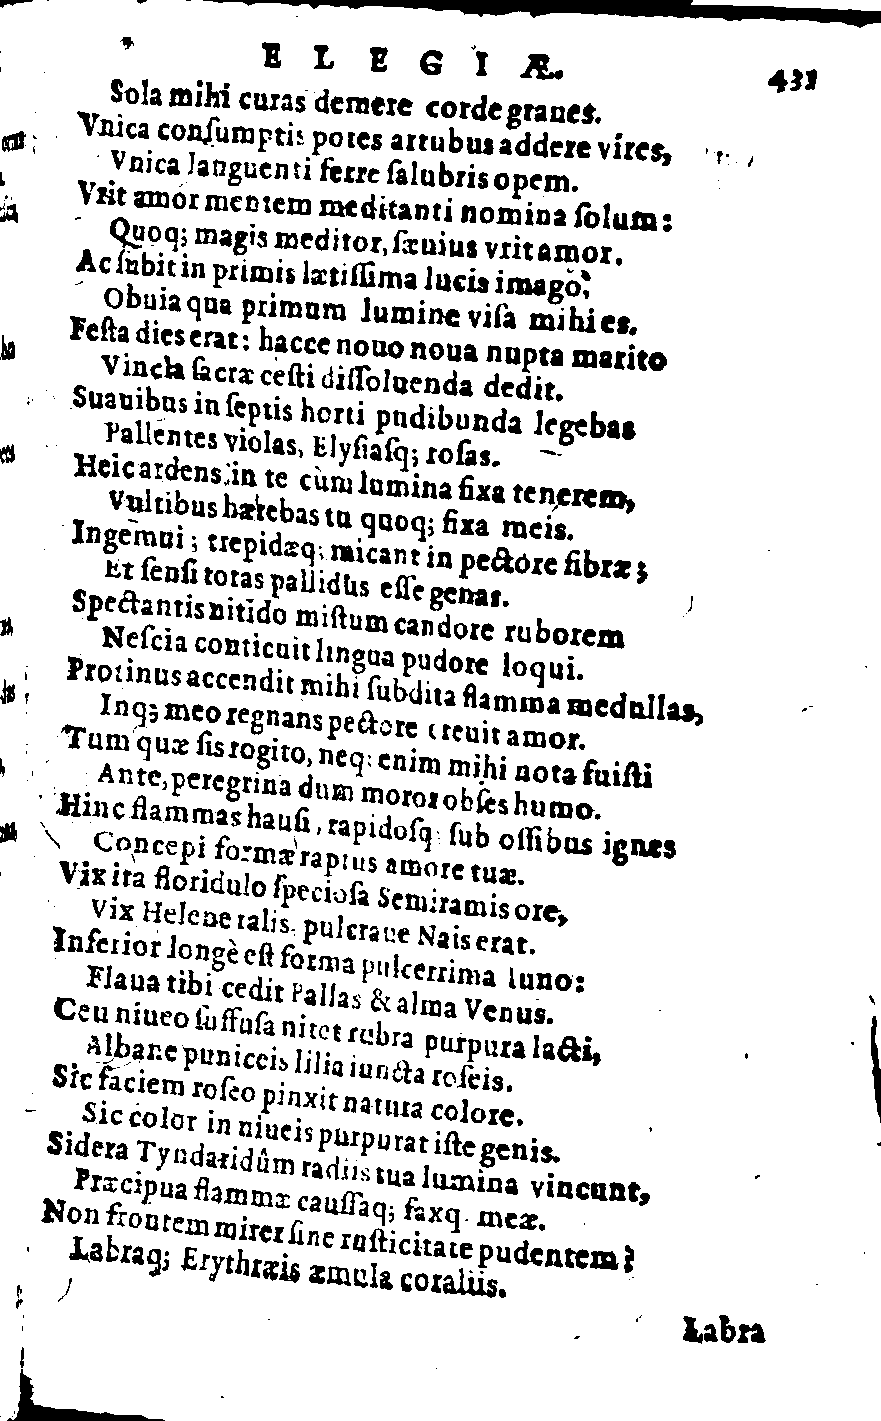 ELEGIÆ. 431
Sola mihi curas demere corde graues.
Vnica conſumptis potes artubus addere vires,
Vnica languenti ferre ſalubris opem.
Vrit amor mentem meditanti nomina ſolum:
Quoq; magis meditor, ſæuius vrit amor.
Ac ſubit in primis lætiſſima lucis imago,
Obuia qua primum lumine viſa mihi es.
Feſta dies erat: hacce nouo noua nupta marito
Vincla ſacræ ceſti diſſoluenda dedit.
Suauibus in ſeptis horti pudibunda legebas
Pallentes violas, Elyſiaſq; roſas.
Heic ardens in te cùm lumina fixa tenerem,
Vultibus hærebas tu quoq; fixa meis.
Ingemui; trepidæq; micant in pectore fibræ;
Et ſenſi totas pallidus eſſe genas.
Spectantis nitido miſtum candore ruborem
Neſcia conticuit lingua pudore loqui.
Protinus accendit mihi ſubdita flamma medullas,
Inq; meo regnans pectore creuit amor.
Tum quæ ſis rogito, neq; enim mihi nota fuiſti
Ante, peregrina dum moror obſes humo.
Hinc flammas hauſi, rapidoſq; ſub oſſibus ignes
Concepi formæ raptus amore tuæ.
Vix ita floridulo ſpecioſa Semiramis ore,
Vix Helene talis, pulcraue Nais erat.
Inferior longè eſt forma pulcerrima Iuno:
Flaua tibi cedit Pallas & alma Venus.
Ceu niueo ſuffuſa nitet rubra purpura lacti,
Albane puniceis lilia iuncta roſeis.
Sic faciem roſeo pinxit natura colore.
Sic color in niueis purpurat iſte genis.
Sidera Tyndaridûm radiis tua lumina vincunt,
Præcipua flammæ cauſſaq; faxq. meæ.
Non frontem mirer ſine ruſticitate pudentem?
Labraq; Erythræis æmula coraliis.
Labra